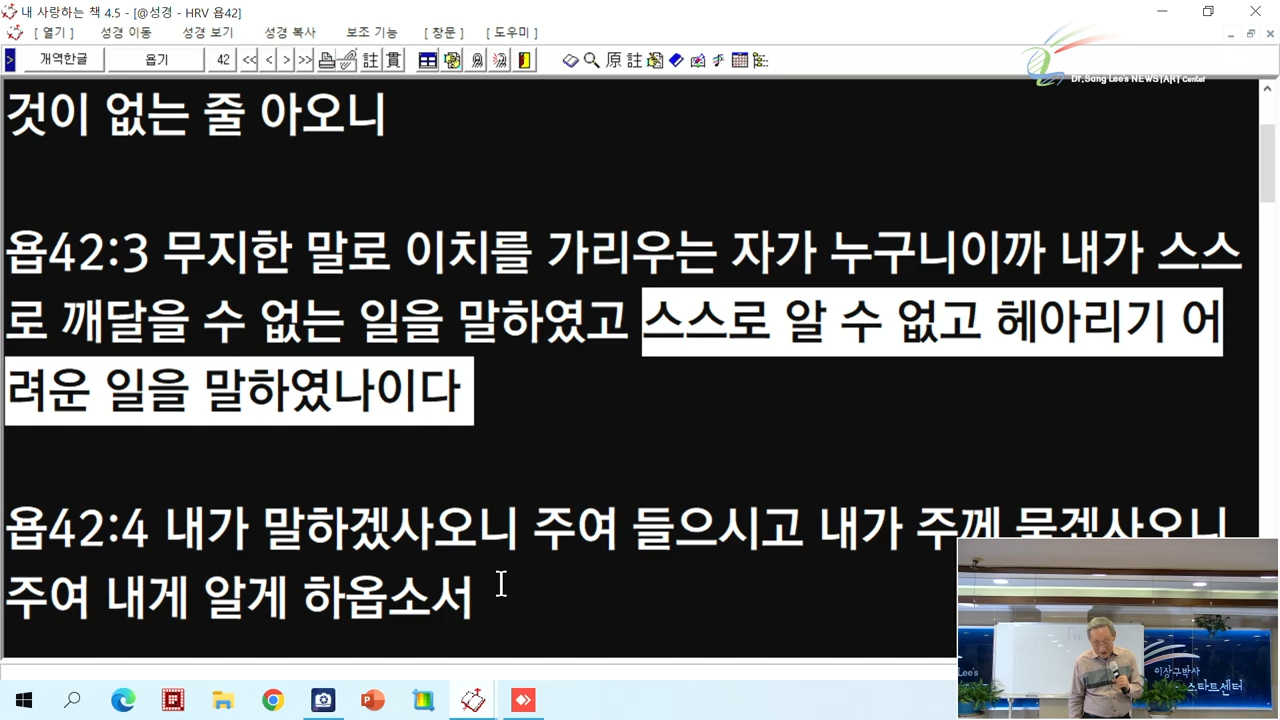 내 사랑하는 책 4.5 - [@성경 - HRV 욥42]
[ 열기 ] 성경 이동 성경 보기 성경 복사 보조 기능 [ 창문 ] [ 도우미 ]
> 개역한글 욥기 42 << < > >> 註 貫 原 註
Dr.Sang Lee's NEWSTART Center
것이 없는 줄 아오니
욥42:3 무지한 말로 이치를 가리우는 자가 누구니이까 내가 스스
로 깨달을 수 없는 일을 말하였고 스스로 알 수 없고 헤아리기 어
려운 일을 말하였나이다
욥42:4 내가 말하겠사오니 주여 들으시고 내가 주께 묻겠사오니
주여 내게 알게 하옵소서
Lee's
이상구박사
스타트센터